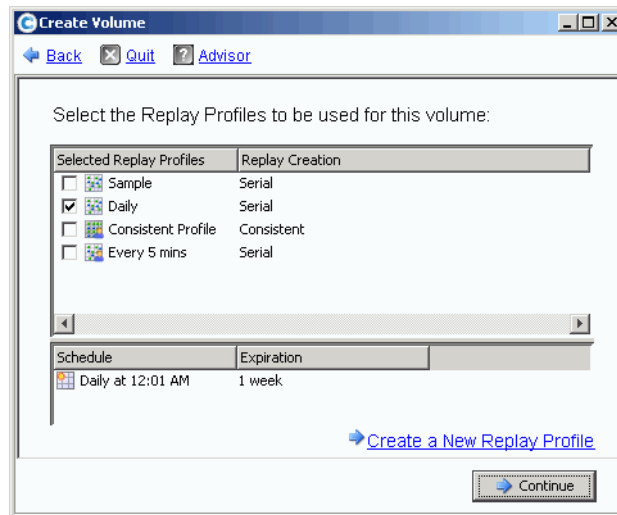 Create Volume
Back Quit ? Advisor
Select the Replay Profiles to be used for this volume:
Selected Replay Profiles Replay Creation
Sample Serial
Daily Serial
Consistent Profile Consistent
Every 5 mins Serial
Schedule Expiration
Daily at 12:01 AM 1 week
Create a New Replay Profile
Continue